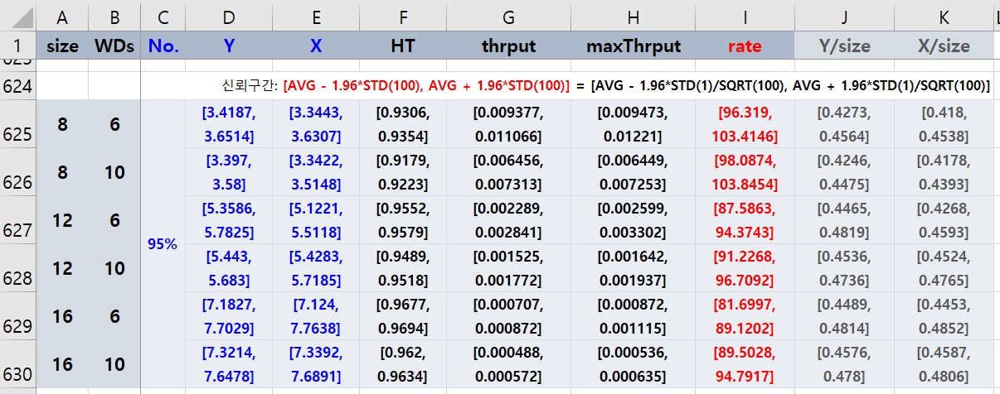 A B C D E F G H I J K
1 size WDs No. Y X HT thrput maxThrput rate Y/size X/size
624 신뢰구간: [AVG - 1.96*STD(100), AVG + 1.96*STD(100)] = [AVG - 1.96*STD(1)/SQRT(100), AVG + 1.96*STD(1)/SQRT(100)]
[3.4187, [3.3443, [0.9306, [0.009377, [0.009473, [96.319, [0.4273, [0.418,
8 6
625 3.6514] 3.6307] 0.9354] 0.011066] 0.01221] 103.4146] 0.4564] 0.4538]
[3.397, [3.3422, [0.9179, [0.006456, [0.006449, [98.0874, [0.4246, [0.4178,
8 10
626 3.58] 3.5148] 0.9223] 0.007313] 0.007253] 103.8454] 0.4475] 0.4393]
[5.3586, [5.1221, [0.9552, [0.002289, [0.002599, [87.5863, [0.4465, [0.4268,
12 6
627 5.7825] 5.5118] 0.9579] 0.002841] 0.003302] 94.3743] 0.4819] 0.4593]
95%
[5.443, [5.4283, [0.9489, [0.001525, [0.001642, [91.2268, [0.4536, [0.4524,
12 10
628 5.683] 5.7185] 0.9518] 0.001772] 0.001937] 96.7092] 0.4736] 0.4765]
[7.1827, [7.124, [0.9677, [0.000707, [0.000872, [81.6997, [0.4489, [0.4453,
16 6
629 7.7029] 7.7638] 0.9694] 0.000872] 0.001115] 89.1202] 0.4814] 0.4852]
[7.3214, [7.3392, [0.962, [0.000488, [0.000536, [89.5028, [0.4576, [0.4587,
16 10
630 7.6478] 7.6891] 0.9634] 0.000572] 0.000635] 94.7917] 0.478] 0.4806]